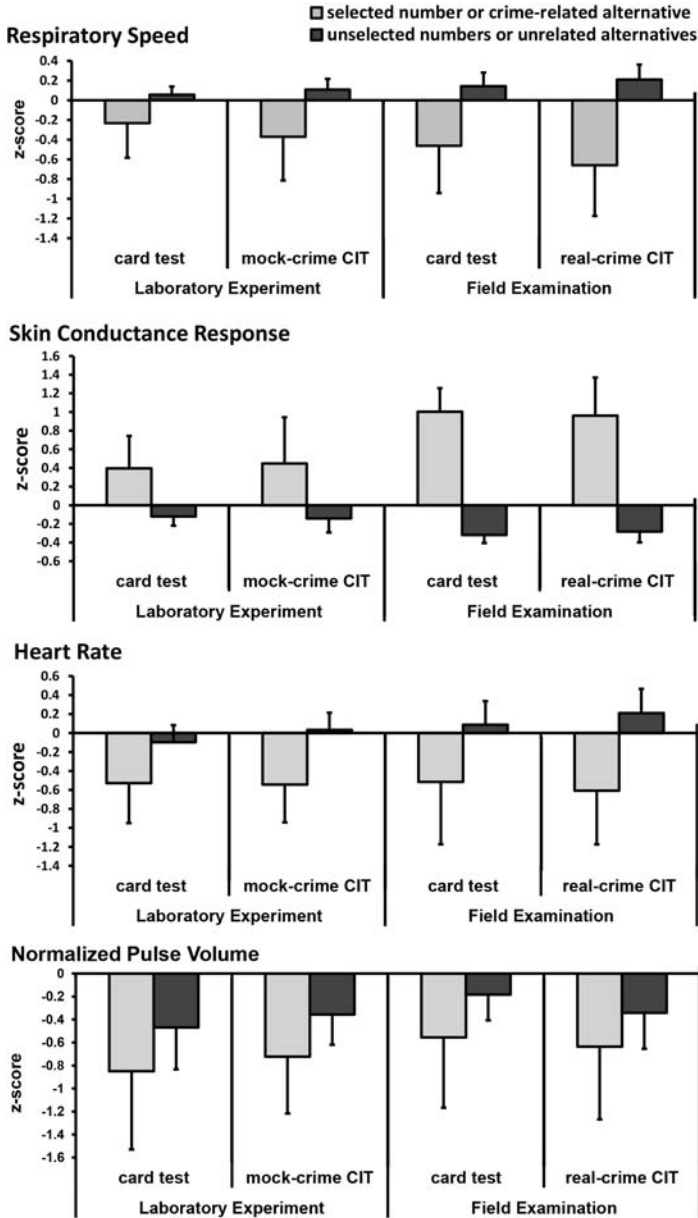 selected number or crime-related alternative
unselected numbers or unrelated alternatives
Respiratory Speed
z-score
0.4
0.2
0
-0.2
-0.4
-0.6
-0.8
-1
-1.2
-1.4
card test mock-crime CIT card test real-crime CIT
Laboratory Experiment Field Examination
Skin Conductance Response
z-score
1.6
1.4
1.2
1
0.8
0.6
0.4
0.2
0
-0.2
-0.4
-0.6
card test mock-crime CIT card test real-crime CIT
Laboratory Experiment Field Examination
Heart Rate
z-score
0.6
0.4
0.2
0
-0.2
-0.4
-0.6
-0.8
-1
-1.2
-1.4
card test mock-crime CIT card test real-crime CIT
Laboratory Experiment Field Examination
Normalized Pulse Volume
z-score
0
-0.2
-0.4
-0.6
-0.8
-1
-1.2
-1.4
-1.6
card test mock-crime CIT card test real-crime CIT
Laboratory Experiment Field Examination